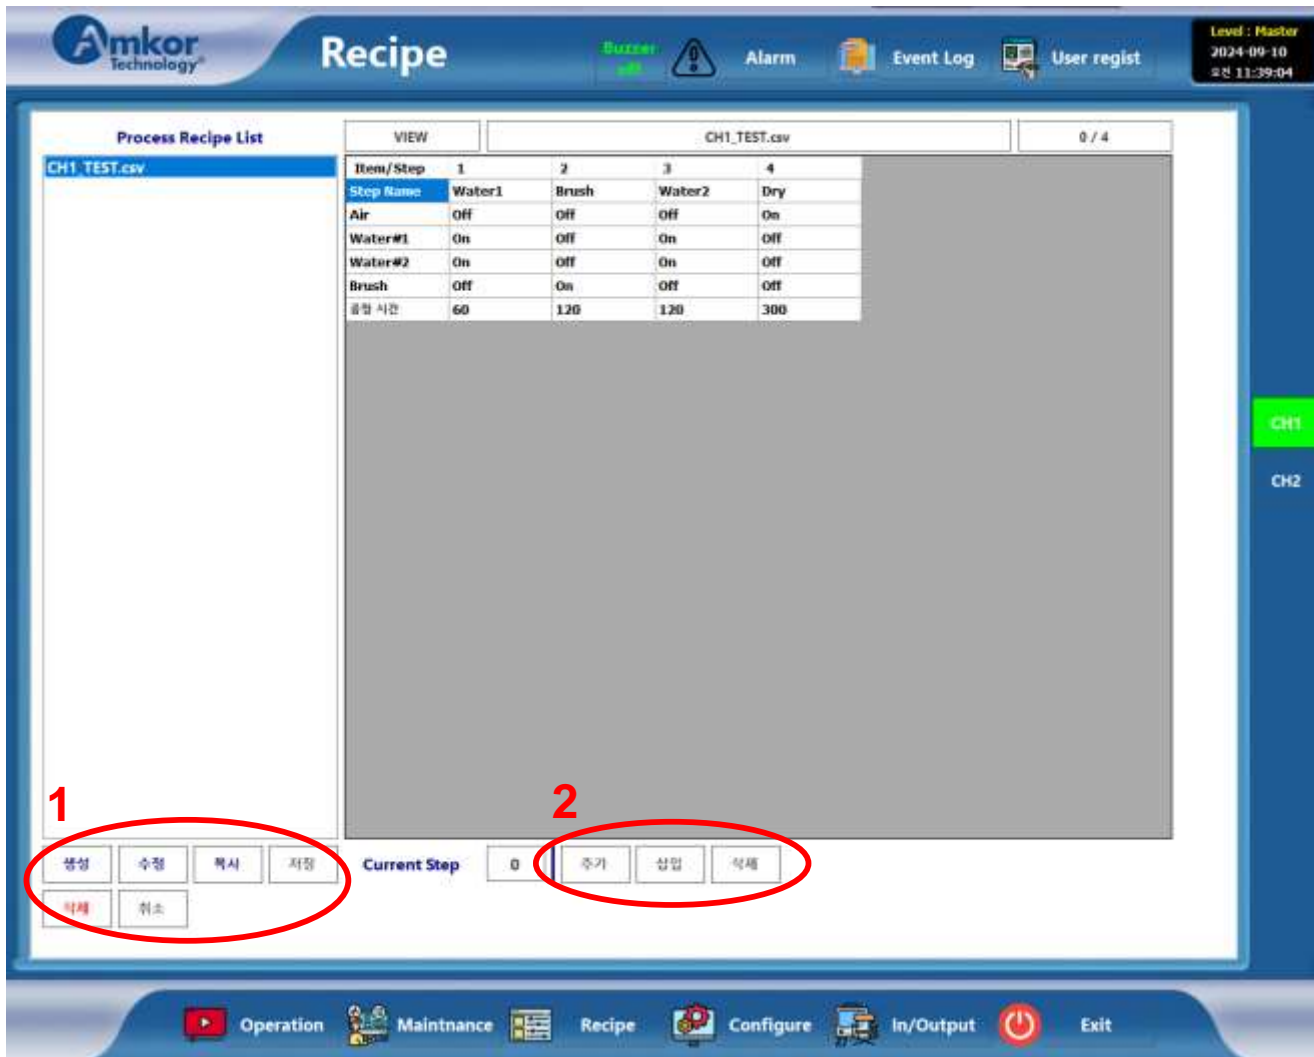 Amkor
Technology®
Recipe
Buzzer
off
Alarm
Event Log
User regist
Level : Master
2024-09-10
오전 11:39:04
Process Recipe List
VIEW
CH1_TEST.csv
0 / 4
CH1_TEST.csv
Item/Step 1 2 3 4
Step Name Water1 Brush Water2 Dry
Air Off Off Off On
Water#1 On Off On Off
Water#2 On Off On Off
Brush Off On Off Off
공정 시간 60 120 120 300
CH1
CH2
1
2
생성 수정 복사 저장
Current Step 0 추가 삽입 삭제
삭제 취소
Operation
Maintnance
Recipe
Configure
In/Output
Exit